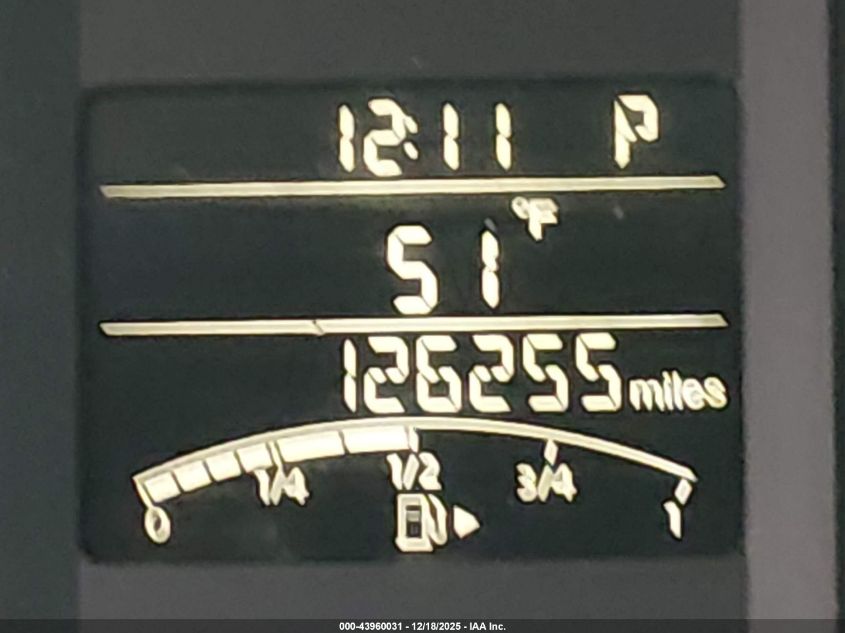 12:11 P
51 °F
126255 miles
0 1/4 1/2 3/4 1
000-43960031 - 12/18/2025 - IAA Inc.